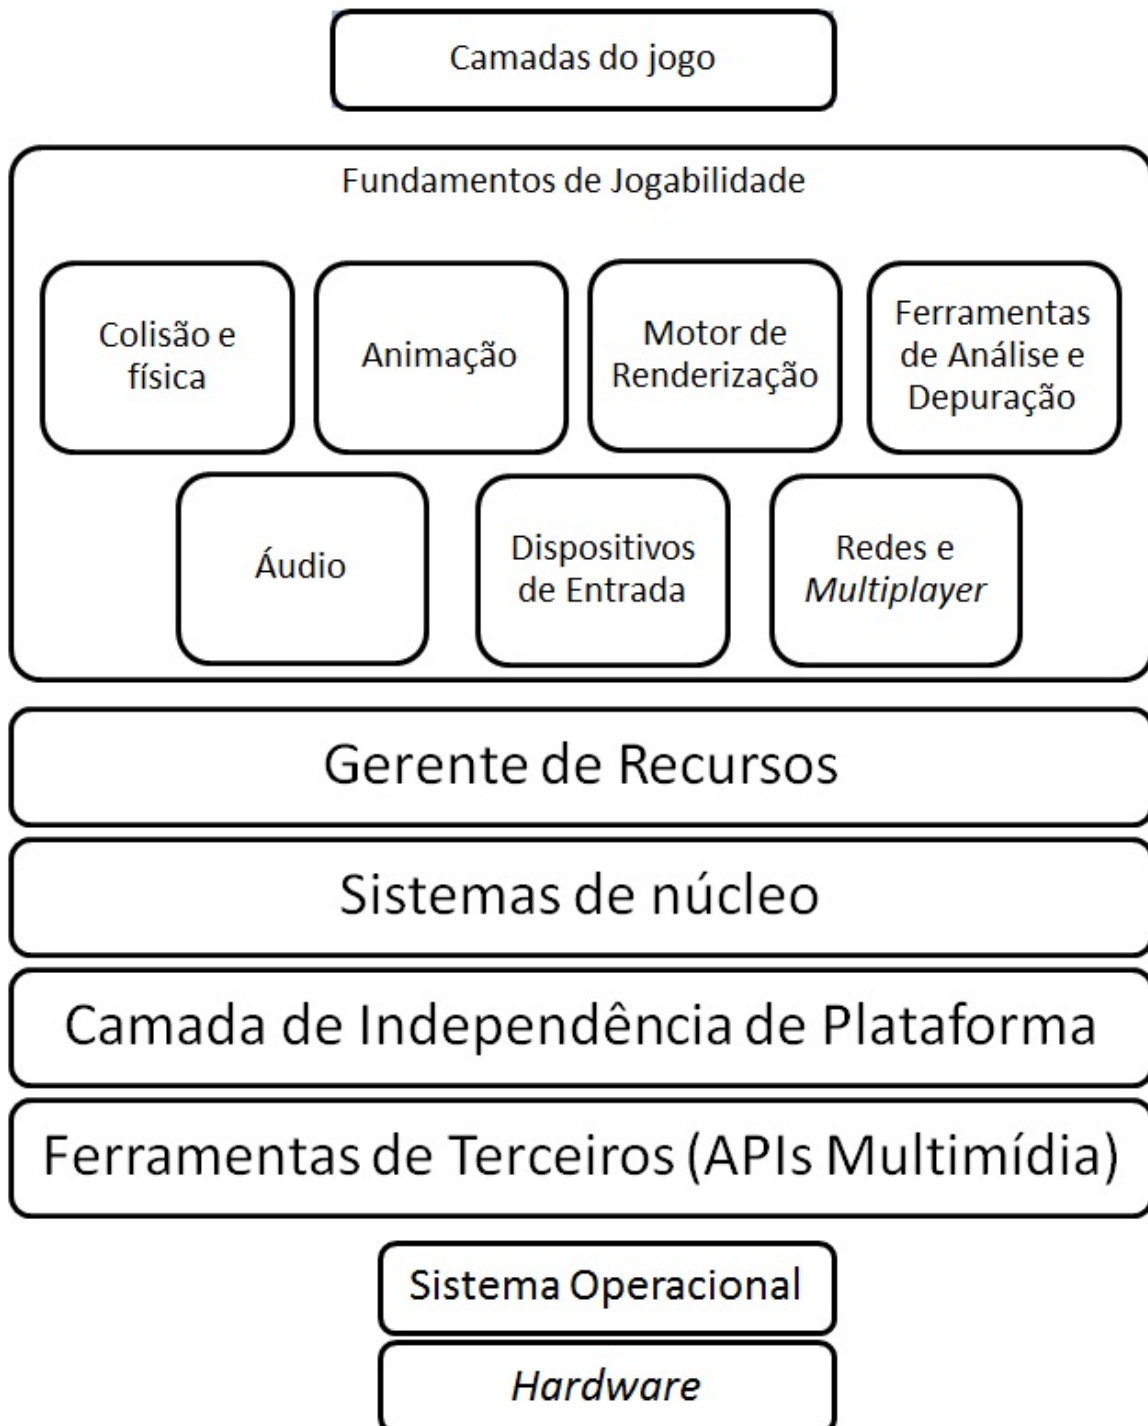 Camadas do jogo
Fundamentos de Jogabilidade
Colisão e
física
Animação
Motor de
Renderização
Ferramentas
de Análise e
Depuração
Áudio
Dispositivos
de Entrada
Redes e
Multiplayer
Gerente de Recursos
Sistemas de núcleo
Camada de Independência de Plataforma
Ferramentas de Terceiros (APIs Multimídia)
Sistema Operacional
Hardware